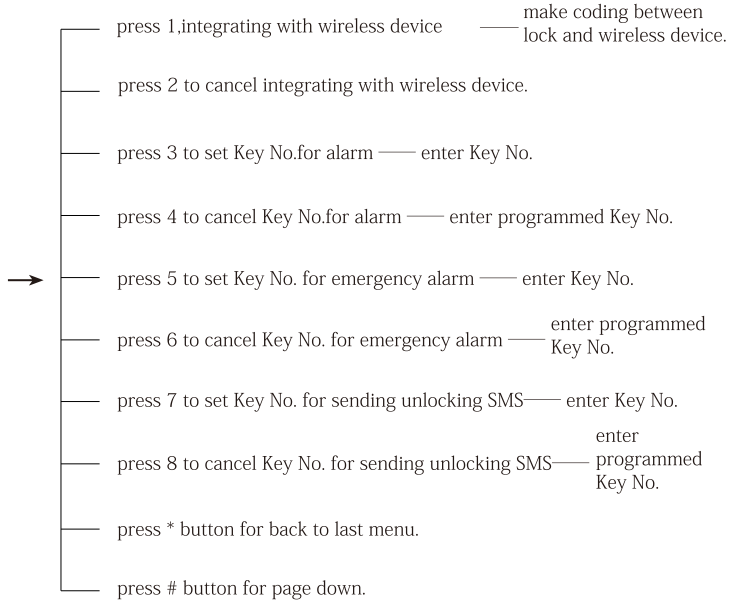 press 1,integrating with wireless device make coding between
lock and wireless device.
press 2 to cancel integrating with wireless device.
press 3 to set Key No.for alarm enter Key No.
press 4 to cancel Key No.for alarm enter programmed Key No.
press 5 to set Key No. for emergency alarm enter Key No.
press 6 to cancel Key No. for emergency alarm enter programmed
Key No.
press 7 to set Key No. for sending unlocking SMS enter Key No.
press 8 to cancel Key No. for sending unlocking SMS enter
programmed
Key No.
press * button for back to last menu.
press # button for page down.